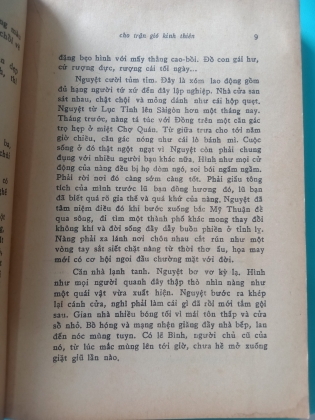 cho trận gió kinh thiên
9
đặng bẹo hình với mấy thằng cao-bồi. Đồ con gái hư,
cứ rượng đực, rượng cái tối ngày...
Nguyệt cười tủm tỉm. Đây là xóm lao động gồm
đủ hạng người tứ xứ đến đây lập nghiệp. Nhà cửa san
sát nhau, chật chội và mỏng dánh như cái hộp quẹt.
Nguyệt từ Lục Tỉnh lên Sàigòn hơn một tháng nay.
Tháng trước, nàng tá túc với Đồng trên một căn gác
trọ hẹp ở miệt Chợ Quán. Từ giữa trưa cho tới năm
giờ chiều, căn gác nóng như cái lò bánh mì. Cuộc
sống ở đó thật ngột ngạt vì Nguyệt còn phải chung
đụng với nhiều người bạn khác nữa. Hình như mọi cử
động của nàng đều bị họ dòm ngó, soi bói ngầm ngầm.
Phải rời nơi đó càng sớm càng tốt. Phải giấu tông
tích của mình trước lũ bạn đồng hương đó, lũ bạn
đã biết quá rõ gia thế và quá khứ của nàng. Nguyệt đã
tâm niệm điều đó khi bước xuống bắc Mỹ Thuận để
qua sông, đi tìm một thành phố khác mong thay đổi
không khí và đời sống đầy dẫy buồn phiền ở tỉnh lỵ.
Nàng phải xa lánh nơi chôn nhau cắt rún như một
vòng tay sắt siết chặt nàng từ thời thơ ấu, họa may
mới có cơ hội ngoi đầu chường mặt với đời.
Căn nhà lạnh tanh. Nguyệt bơ vơ kỳ lạ. Hình
như mọi người quanh đây thập thò nhìn nàng như
một quái vật vừa xuất hiện. Nguyệt bước ra khép
lại cánh cửa, nghĩ phải làm cái gì đã rồi mới tắm gội
sau. Gian nhà nhiều bóng tối vì mái tôn thấp và cửa
sổ nhỏ. Bồ hóng và mạng nhện giăng đầy nhà bếp, lan
đến nóc mùng tuyn. Có lẽ Bình, người chủ cũ của
nó, từ lúc mắc mùng lên tới giờ, chưa hề mở xuống
giặt giũ lần nào.